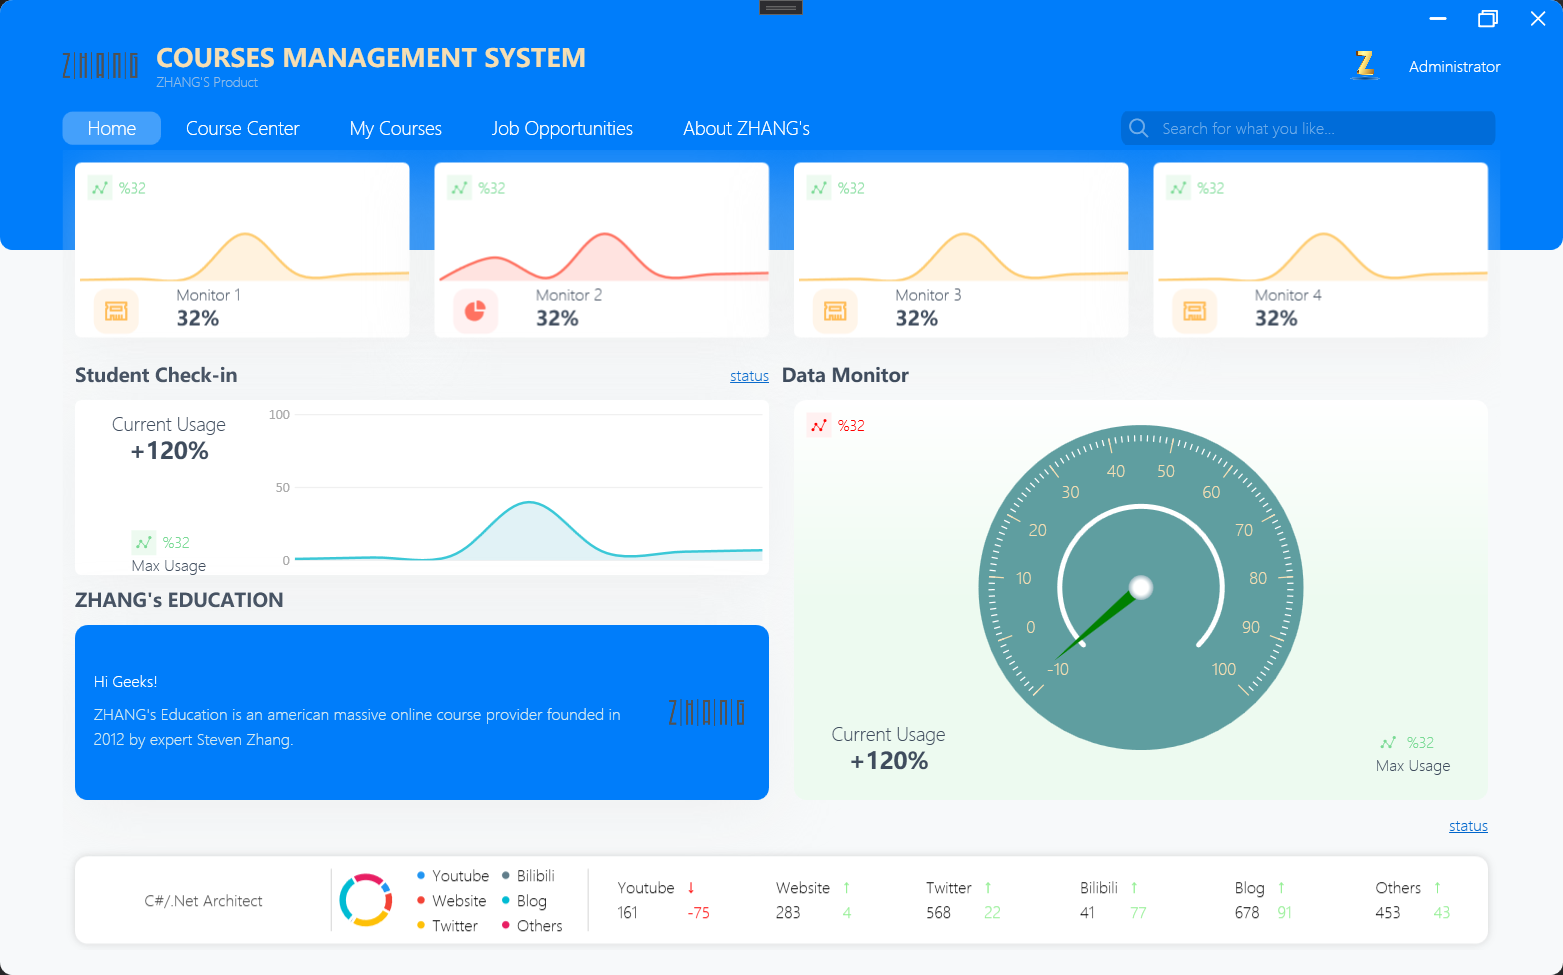 ZHANG
COURSES MANAGEMENT SYSTEM
ZHANG'S Product
Z
Administrator
Home
Course Center
My Courses
Job Opportunities
About ZHANG's
Search for what you like...
%32
Monitor 1
32%
%32
Monitor 2
32%
%32
Monitor 3
32%
%32
Monitor 4
32%
Student Check-in
status
Current Usage
+120%
%32
Max Usage
100
50
0
Data Monitor
%32
-10
0
10
20
30
40
50
60
70
80
90
100
Current Usage
+120%
%32
Max Usage
ZHANG's EDUCATION
Hi Geeks!
ZHANG's Education is an american massive online course provider founded in
2012 by expert Steven Zhang.
ZHANG
status
C#/.Net Architect
Youtube
Bilibili
Website
Blog
Twitter
Others
Youtube ↓
161 -75
Website ↑
283 4
Twitter ↑
568 22
Bilibili ↑
41 77
Blog ↑
678 91
Others ↑
453 43